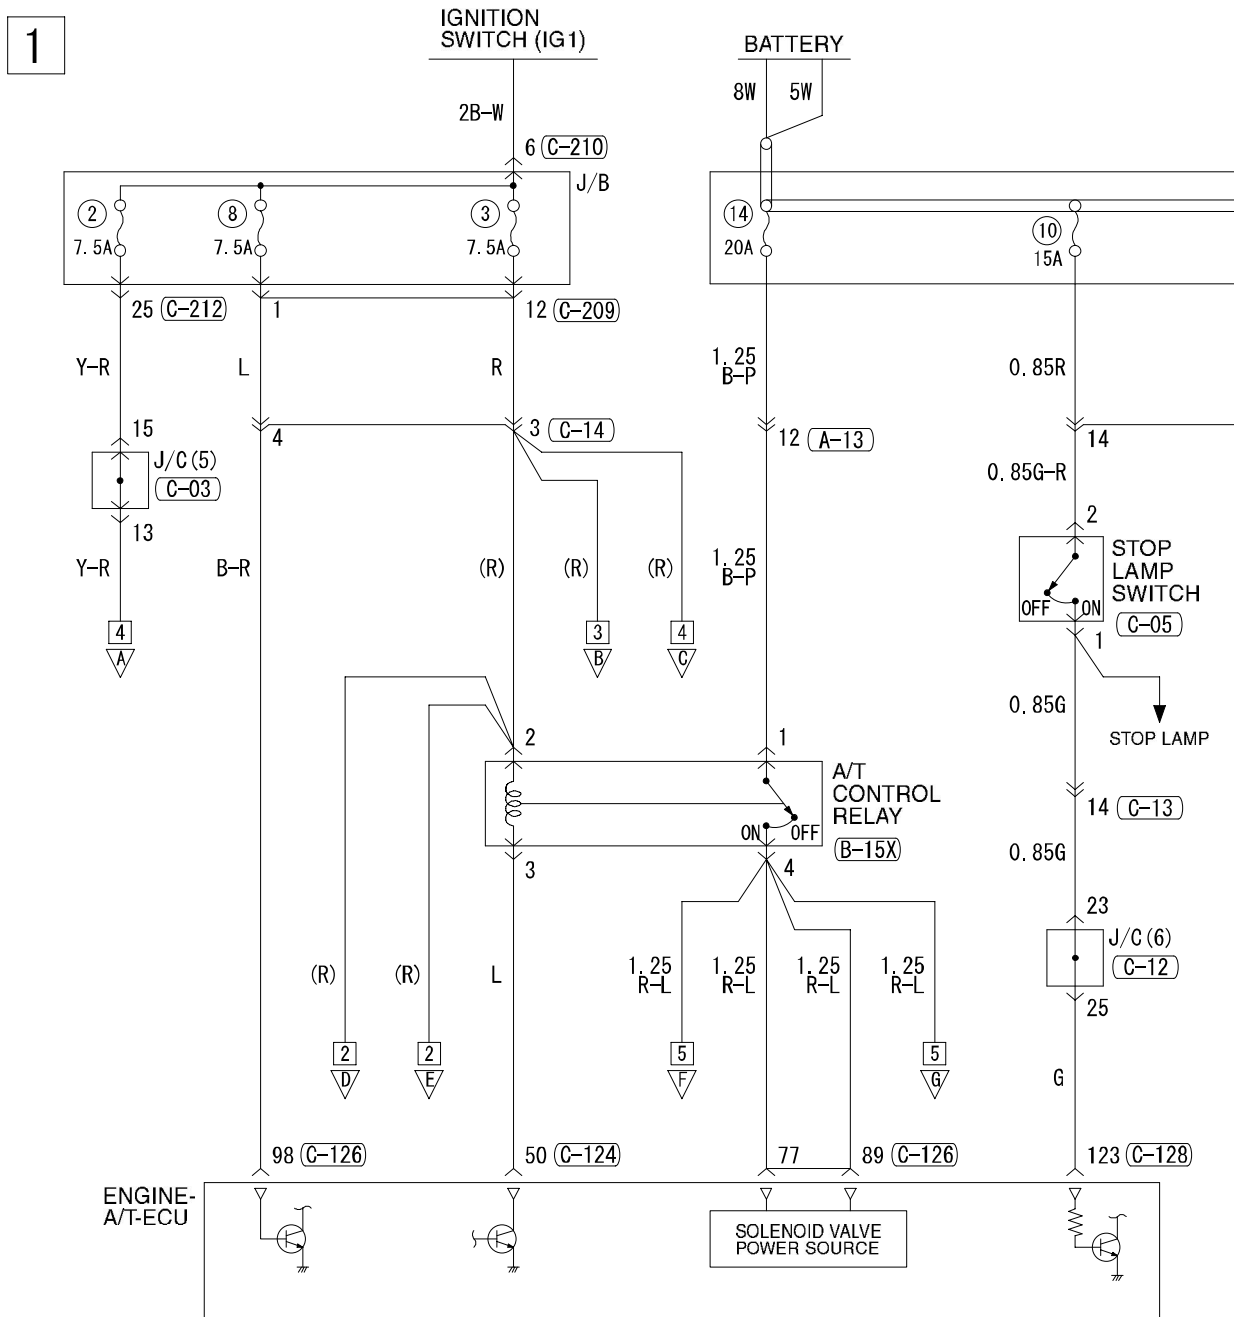 1
IGNITION
SWITCH (IG1)
BATTERY
8W 5W
2B-W
6 C-210
J/B
2 8 3 14 10
7.5A 7.5A 7.5A 20A 15A
25 C-212 1 12 C-209
Y-R L R 1.25
B-P 0.85R
15 4 3 C-14 12 A-13 14
J/C(5)
C-03
0.85G-R
13 2
STOP
LAMP
SWITCH
OFF ON
C-05
Y-R B-R (R) (R) (R) 1.25
B-P
4 3 4 1
A B C
0.85G
STOP LAMP
2 1
A/T
CONTROL
RELAY
ON OFF
B-15X
14 C-13
3 4 0.85G
23
J/C(6)
C-12
25
(R) (R) L 1.25
R-L 1.25
R-L 1.25
R-L 1.25
R-L
2 2 5 5
D E F G
G
98 C-126 50 C-124 77 89 C-126 123 C-128
ENGINE-
A/T-ECU
SOLENOID VALVE
POWER SOURCE